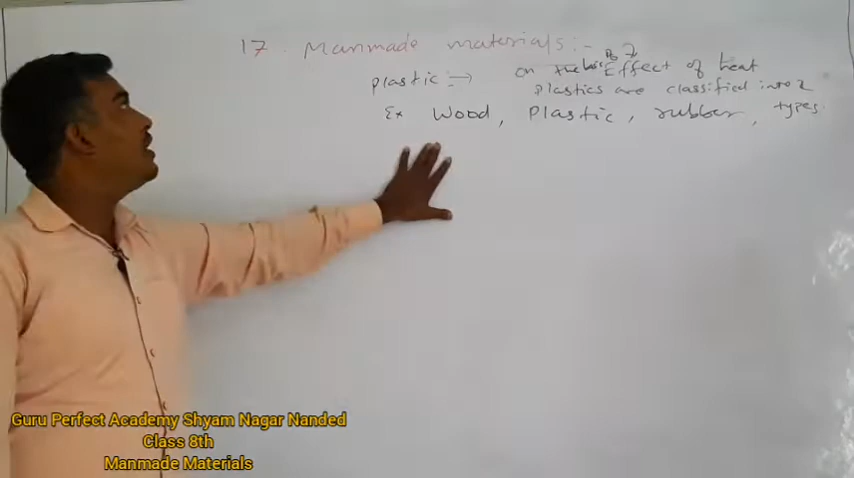 17. Manmade materials:-
plastic :→ on the basis of Effect of heat
plastics are classified into 2
Ex Wood, Plastic, rubber, types.
Guru Perfect Academy Shyam Nagar Nanded
Class 8th
Manmade Materials